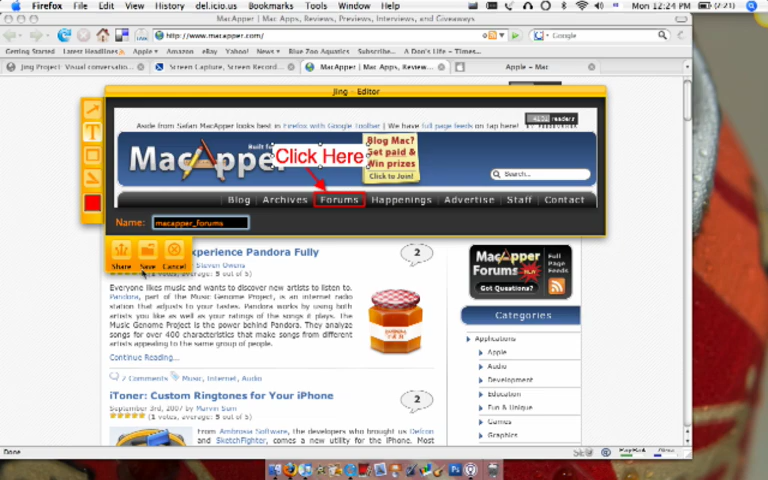 Firefox File Edit View History del.icio.us Bookmarks Tools Window Help Mon 12:24 PM (2:21)
MacApper | Mac Apps, Reviews, Previews, Interviews, and Giveaways
http://www.macapper.com/
Google
Getting Started Latest Headlines Apple Amazon eBay Yahoo! News Blue Zoo Aquatics Subscribe... A Don's Life – Times...
Jing Project: Visual conversatio... Screen Capture, Screen Record... MacApper | Mac Apps, Review... Apple – Mac
Jing – Editor
readers
Aside from Safari MacApper looks best in Firefox with Google Toolbar | We have full page feeds on tap here!
MacApper
Built for
Click Here
Blog Mac?
Get paid &
Win prizes
Click to Join!
Search...
Blog Archives Forums Happenings Advertise Staff Contact
Name: macapper_forums
Share Save Cancel
xperience Pandora Fully
2
Steven Owens
votes, average: 5 out of 5)
Everyone likes music and wants to discover new artists to listen to.
Pandora, part of the Music Genome Project, is an internet radio
station that adjusts to your tastes. Pandora works by using both
artists you like as well as your ratings of the songs it plays. The
Music Genome Project is the power behind Pandora. They analyze
songs for over 400 characteristics that make songs from different
artists appealing to the same group of people.
Continue Reading...
7 Comments Music, Internet, Audio
iToner: Custom Ringtones for Your iPhone
2
September 3rd, 2007 by Marvin Sum
(1 votes, average: 5 out of 5)
From Ambrosia Software, the developers who brought us Defcon
and SketchFighter, comes a new utility for the iPhone. Most
MacApper
Forums
Got Questions?
Full
Page
Feeds
Categories
Applications
Apple
Audio
Development
Education
Fun & Unique
Games
Graphics
Done